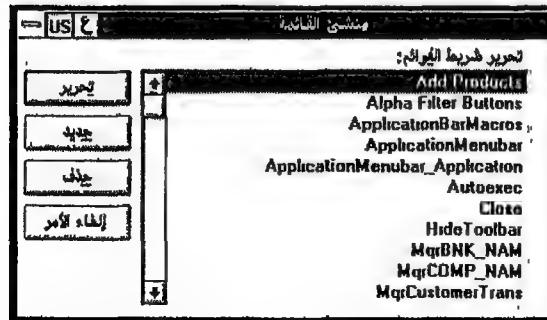 منشئ القائمة
ع US
تحرير شريط القوائم:
Add Products
Alpha Filter Buttons
ApplicationBarMacros
ApplicationMenubar
ApplicationMenubar_Application
Autoexec
Close
HideToolbar
MqrBNK_NAM
MqrCOMP_NAM
MqrCustomerTrans
تحرير
جديد
حذف
إلغاء الأمر